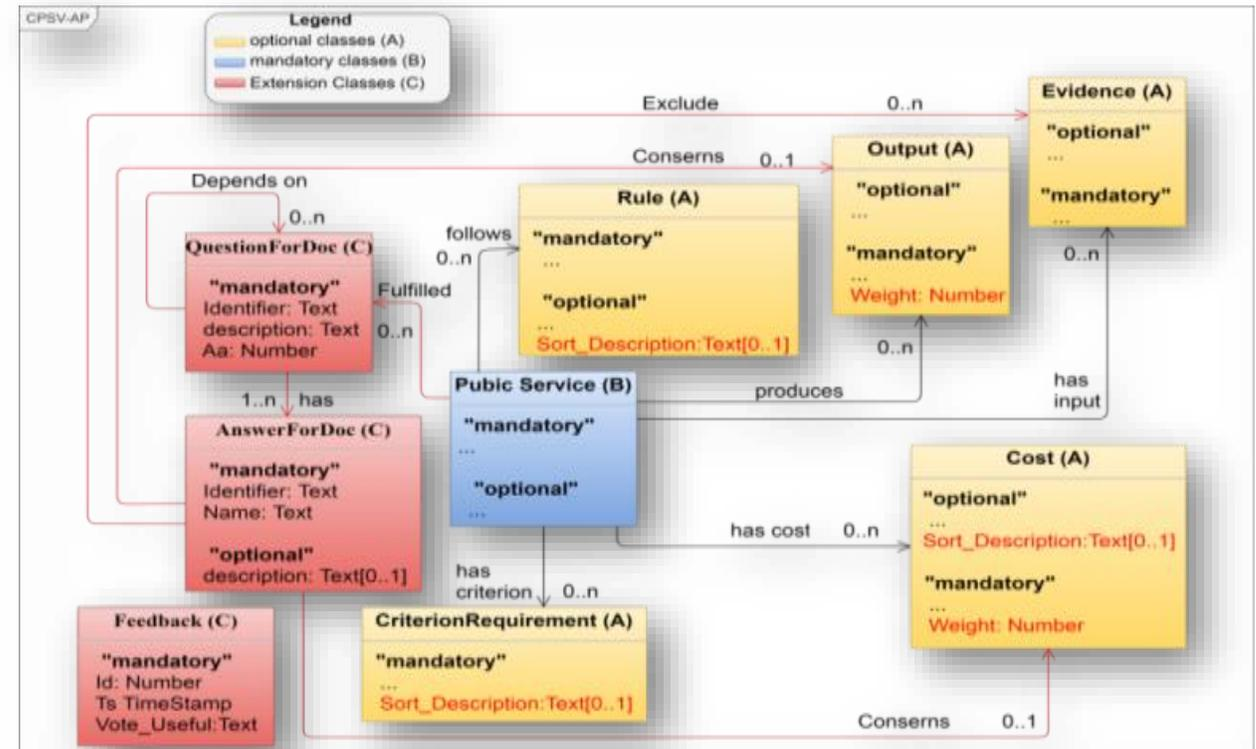 CPSV-AP
Legend
optional classes (A)
mandatory classes (B)
Extension Classes (C)
Exclude 0..n
Evidence (A)
"optional"
...
"mandatory"
...
Conserns 0..1
Output (A)
"optional"
...
"mandatory"
...
Weight: Number
Depends on
0..n
Rule (A)
"mandatory"
...
"optional"
...
Sort_Description:Text[0..1]
follows
0..n
QuestionForDoc (C)
"mandatory"
Identifier: Text
description: Text
Aa: Number
Fulfilled
0..n
0..n
0..n
Pubic Service (B)
"mandatory"
...
"optional"
...
produces
has
input
1..n has
AnswerForDoc (C)
"mandatory"
Identifier: Text
Name: Text
"optional"
description: Text[0..1]
Cost (A)
"optional"
...
Sort_Description:Text[0..1]
"mandatory"
...
Weight: Number
has cost 0..n
has
criterion 0..n
Feedback (C)
"mandatory"
Id: Number
Ts TimeStamp
Vote_Useful:Text
CriterionRequirement (A)
"mandatory"
...
Sort_Description:Text[0..1]
Conserns 0..1